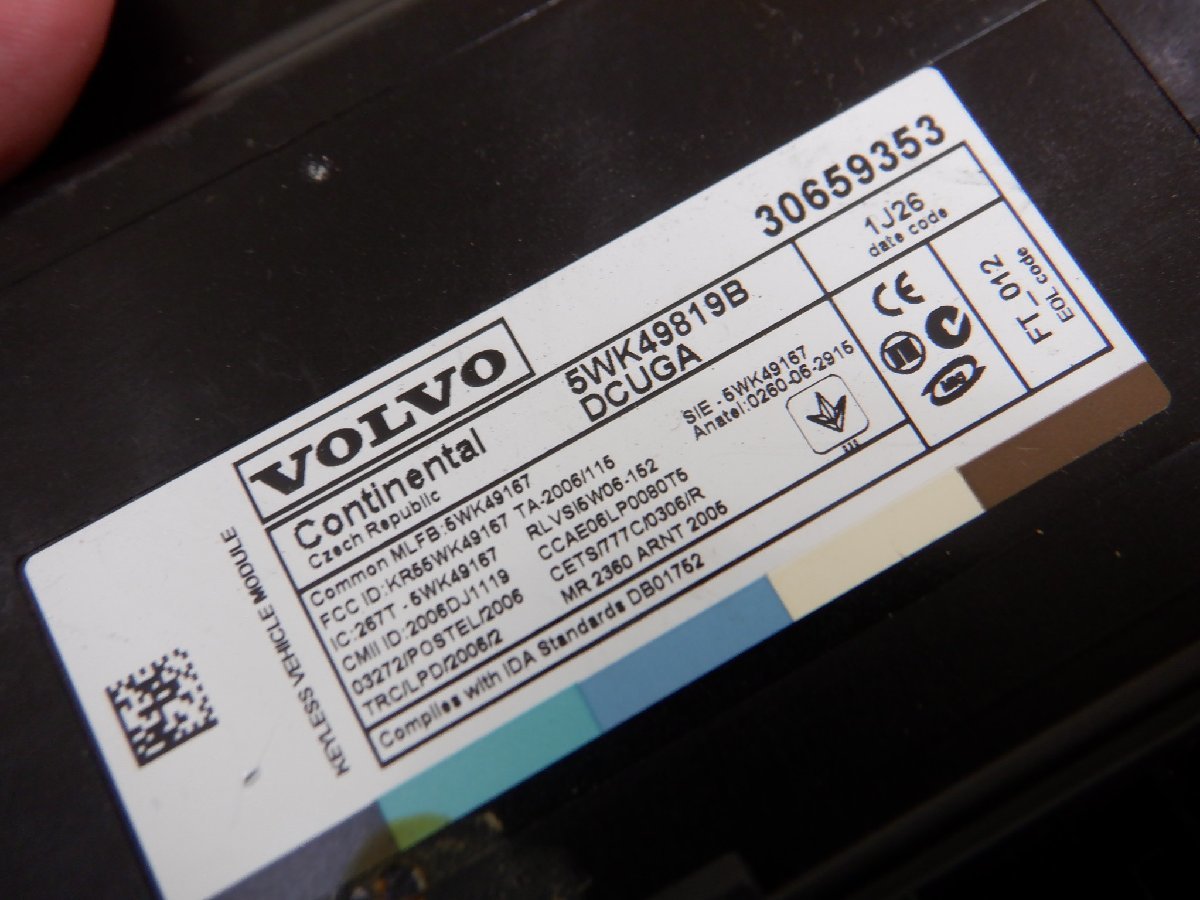 30659353
VOLVO
5WK49819B
1J26
Continental
DCUGA
date code
Czech Republic
Common MLFB:5WK49167
SIE - 5WK49167
FCC ID:KR55WK49167 TA-2006/115
Anatel:0260-06-2915
IC:267T - 5WK49167
RLVSI5W06-152
CMII ID:2006DJ1119
CCAE06LP0080T5
03272/POSTEL/2006
CETS/777C/0306/R
TRC/LPD/2006/2
MR 2360 ARNT 2005
Complies with IDA Standards DB01752
CE
FT_012
EOL code
KEYLESS VEHICLE MODULE